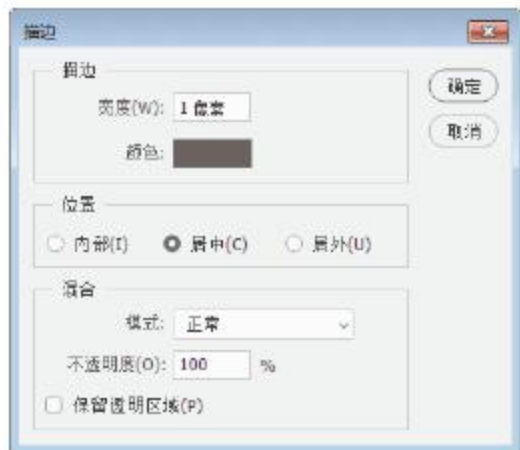 描边
描边
宽度(W): 1 像素
颜色:
确定
取消
位置
内部(I) 居中(C) 居外(U)
混合
模式: 正常
不透明度(O): 100 %
保留透明区域(P)